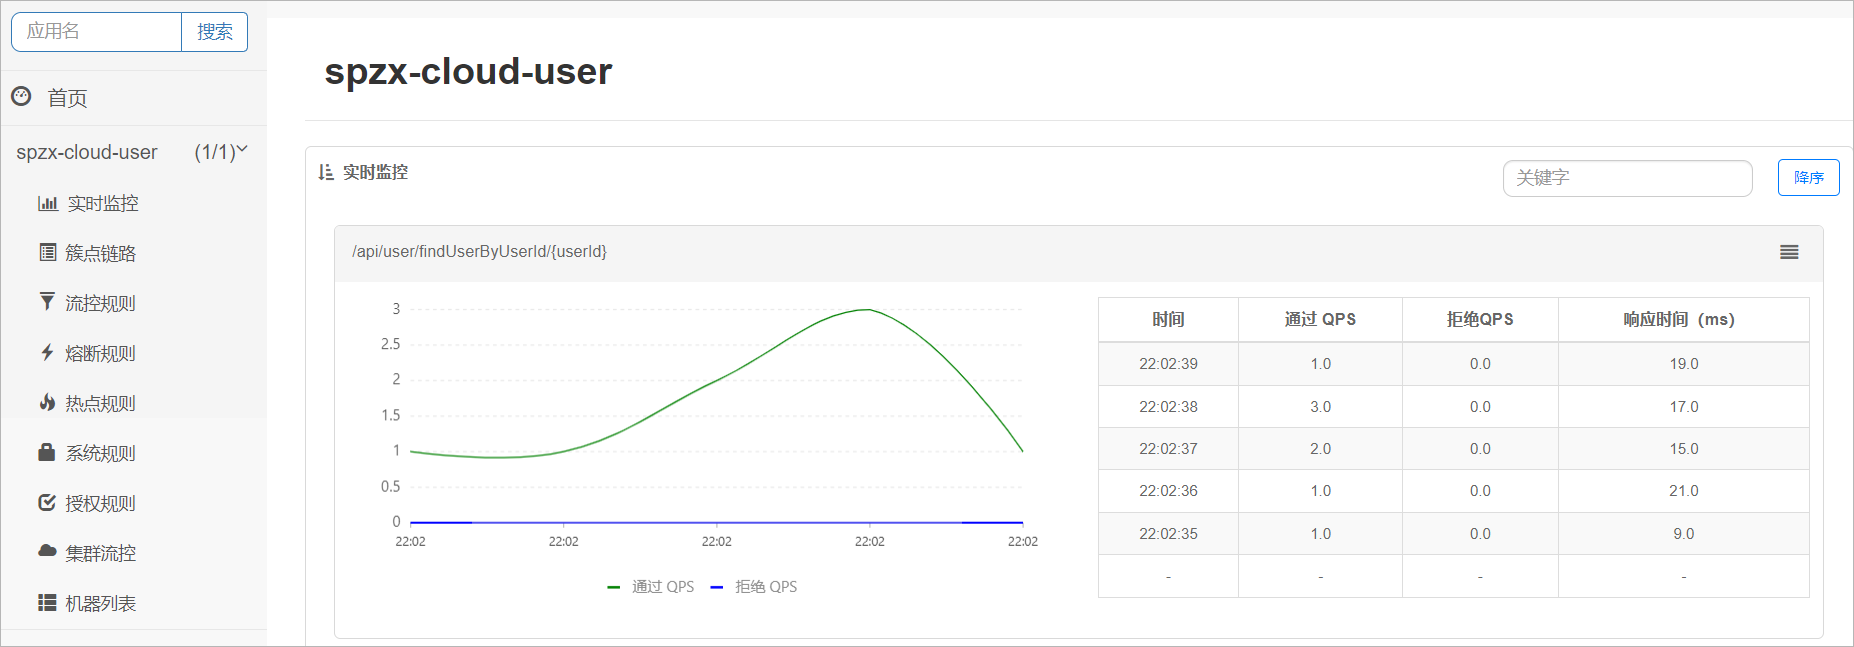 应用名 搜索
首页
spzx-cloud-user (1/1)
实时监控
簇点链路
流控规则
熔断规则
热点规则
系统规则
授权规则
集群流控
机器列表
spzx-cloud-user
实时监控 关键字 降序
/api/user/findUserByUserId/{userId}
3
2.5
2
1.5
1
0.5
0
22:02 22:02 22:02 22:02 22:02
通过 QPS 拒绝 QPS
时间 通过 QPS 拒绝QPS 响应时间（ms）
22:02:39 1.0 0.0 19.0
22:02:38 3.0 0.0 17.0
22:02:37 2.0 0.0 15.0
22:02:36 1.0 0.0 21.0
22:02:35 1.0 0.0 9.0
- - - -